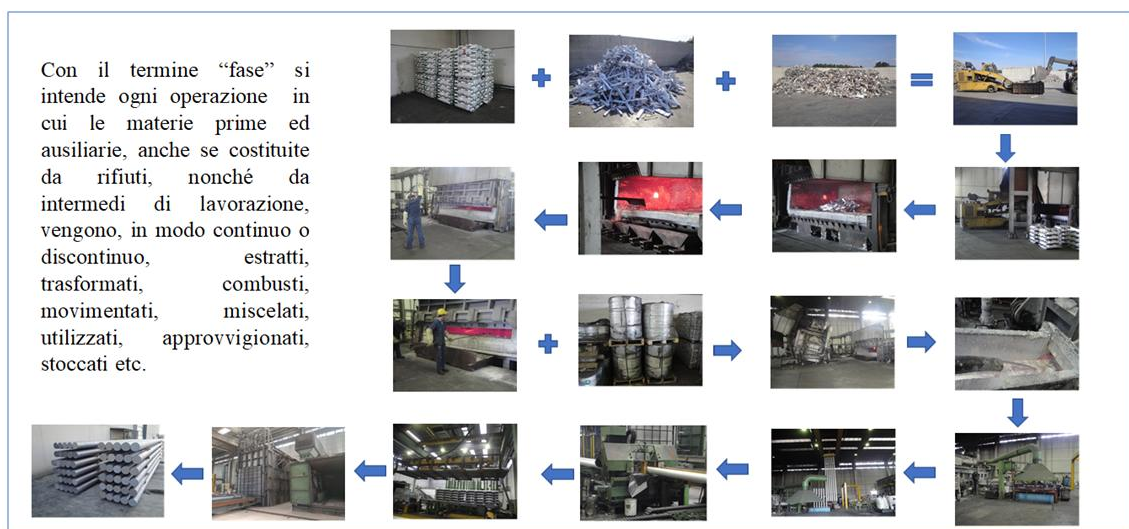 Con il termine “fase” si
intende ogni operazione in
cui le materie prime ed
ausiliarie, anche se costituite
da rifiuti, nonché da
intermedi di lavorazione,
vengono, in modo continuo o
discontinuo, estratti,
trasformati, combusti,
movimentati, miscelati,
utilizzati, approvvigionati,
stoccati etc.